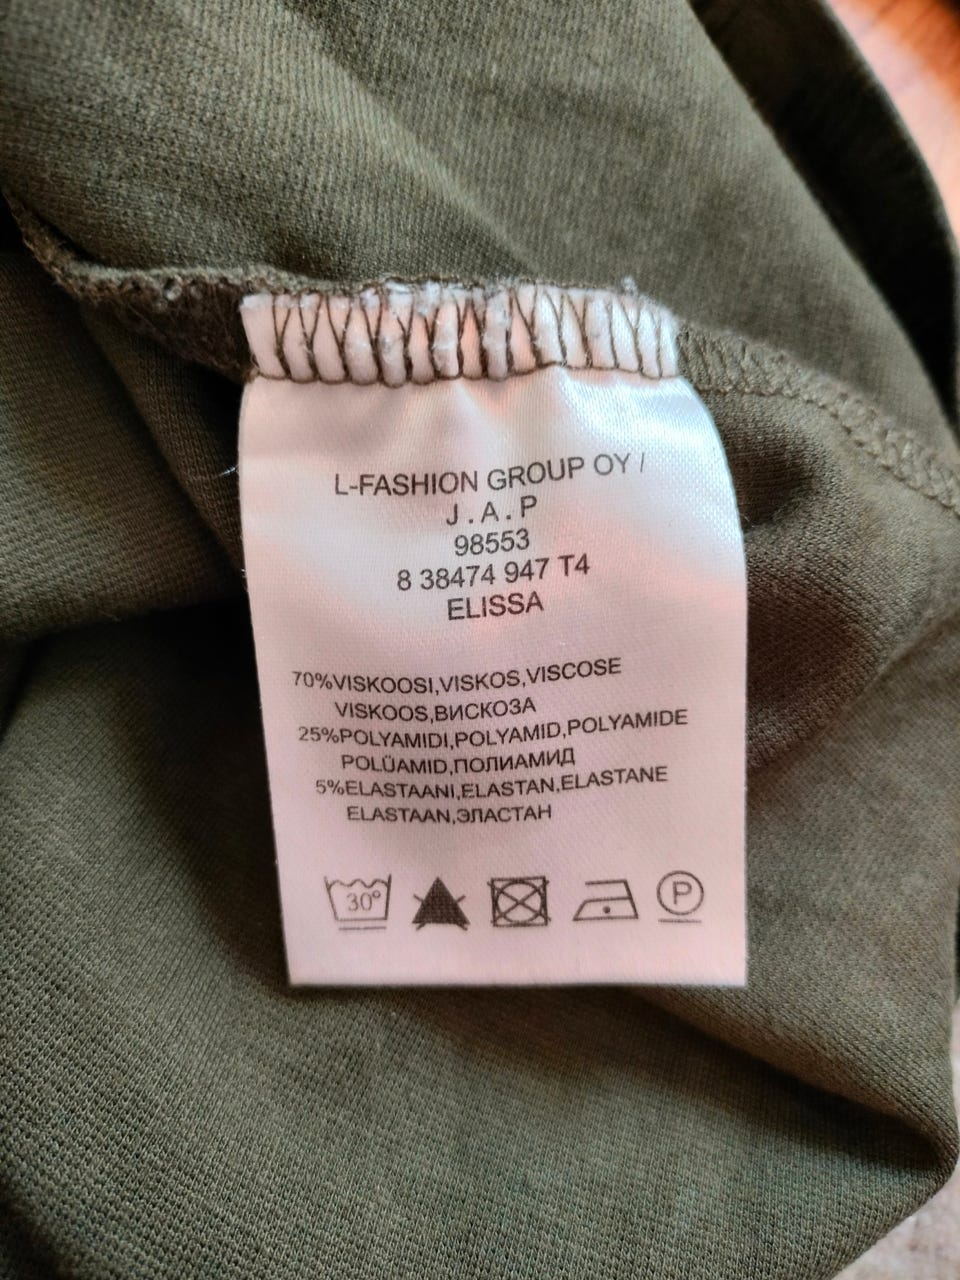 L-FASHION GROUP OY /
J.A.P
98553
8 38474 947 T4
ELISSA
70%VISKOOSI,VISKOS,VISCOSE
VISKOOS,ВИСКОЗА
25%POLYAMIDI,POLYAMID,POLYAMIDE
POLÜAMID,ПОЛИАМИД
5%ELASTAANI,ELASTAN,ELASTANE
ELASTAAN,ЭЛАСТАН
30° P